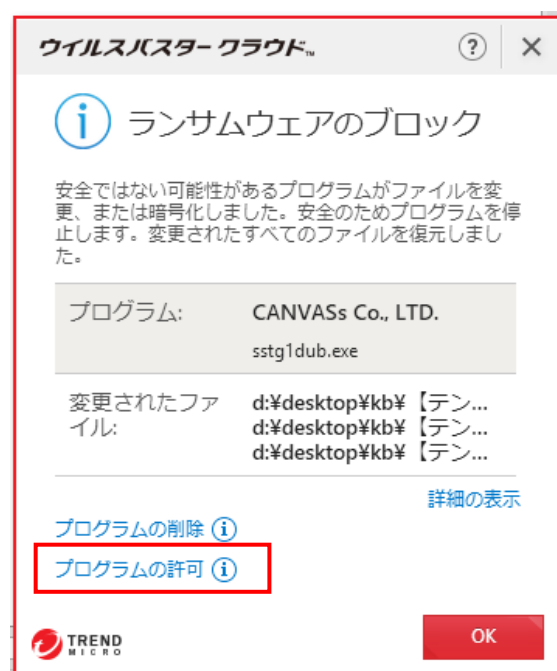 ウイルスバスター クラウド™
ランサムウェアのブロック
安全ではない可能性があるプログラムがファイルを変
更、または暗号化しました。安全のためプログラムを停
止します。変更されたすべてのファイルを復元しまし
た。
プログラム: CANVASs Co., LTD.
sstg1dub.exe
変更されたファ
イル:
d:¥desktop¥kb¥【テン...
d:¥desktop¥kb¥【テン...
d:¥desktop¥kb¥【テン...
詳細の表示
プログラムの削除
プログラムの許可
TREND
MICRO
OK